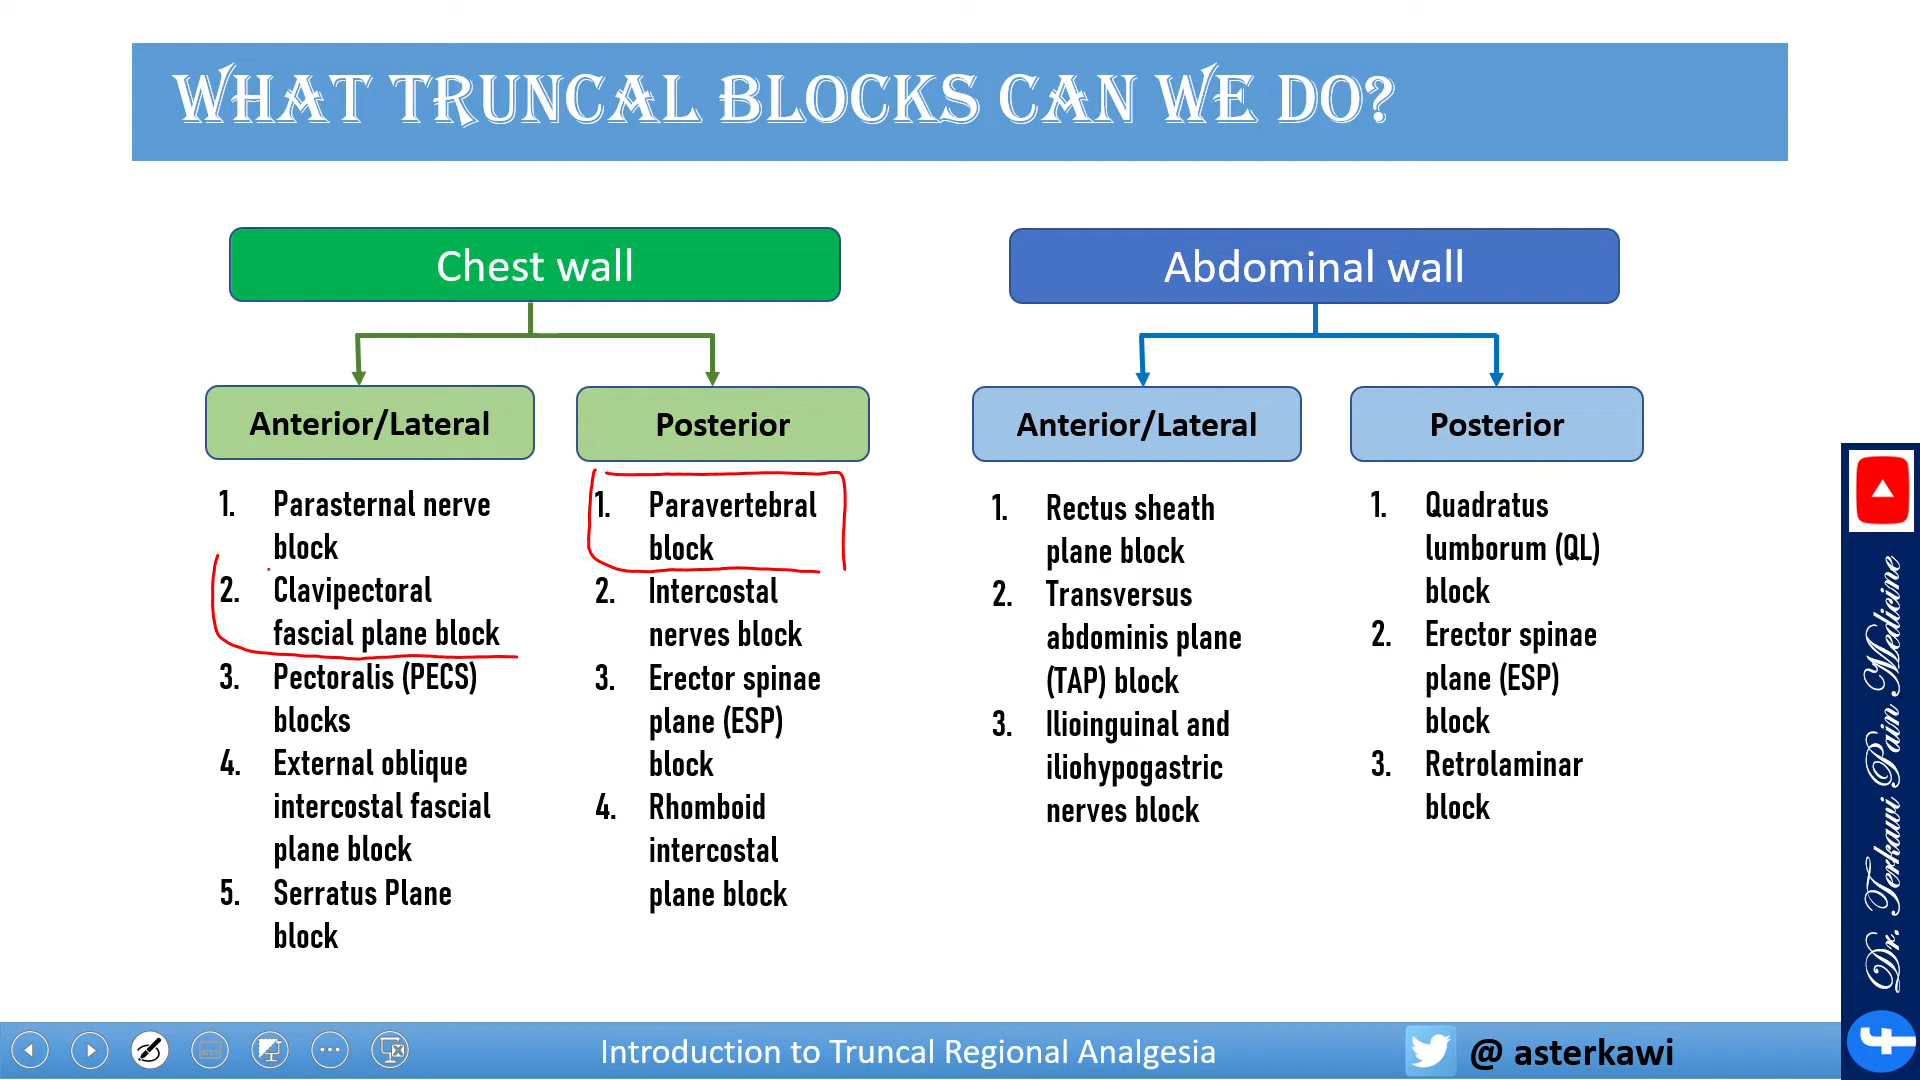 WHAT TRUNCAL BLOCKS CAN WE DO?
Chest wall
Anterior/Lateral
1. Parasternal nerve
block
2. Clavipectoral
fascial plane block
3. Pectoralis (PECS)
blocks
4. External oblique
intercostal fascial
plane block
5. Serratus Plane
block
Posterior
1. Paravertebral
block
2. Intercostal
nerves block
3. Erector spinae
plane (ESP)
block
4. Rhomboid
intercostal
plane block
Abdominal wall
Anterior/Lateral
1. Rectus sheath
plane block
2. Transversus
abdominis plane
(TAP) block
3. Ilioinguinal and
iliohypogastric
nerves block
Posterior
1. Quadratus
lumborum (QL)
block
2. Erector spinae
plane (ESP)
block
3. Retrolaminar
block
Dr. Terkawi Pain Medicine
Introduction to Truncal Regional Analgesia
@ asterkawi